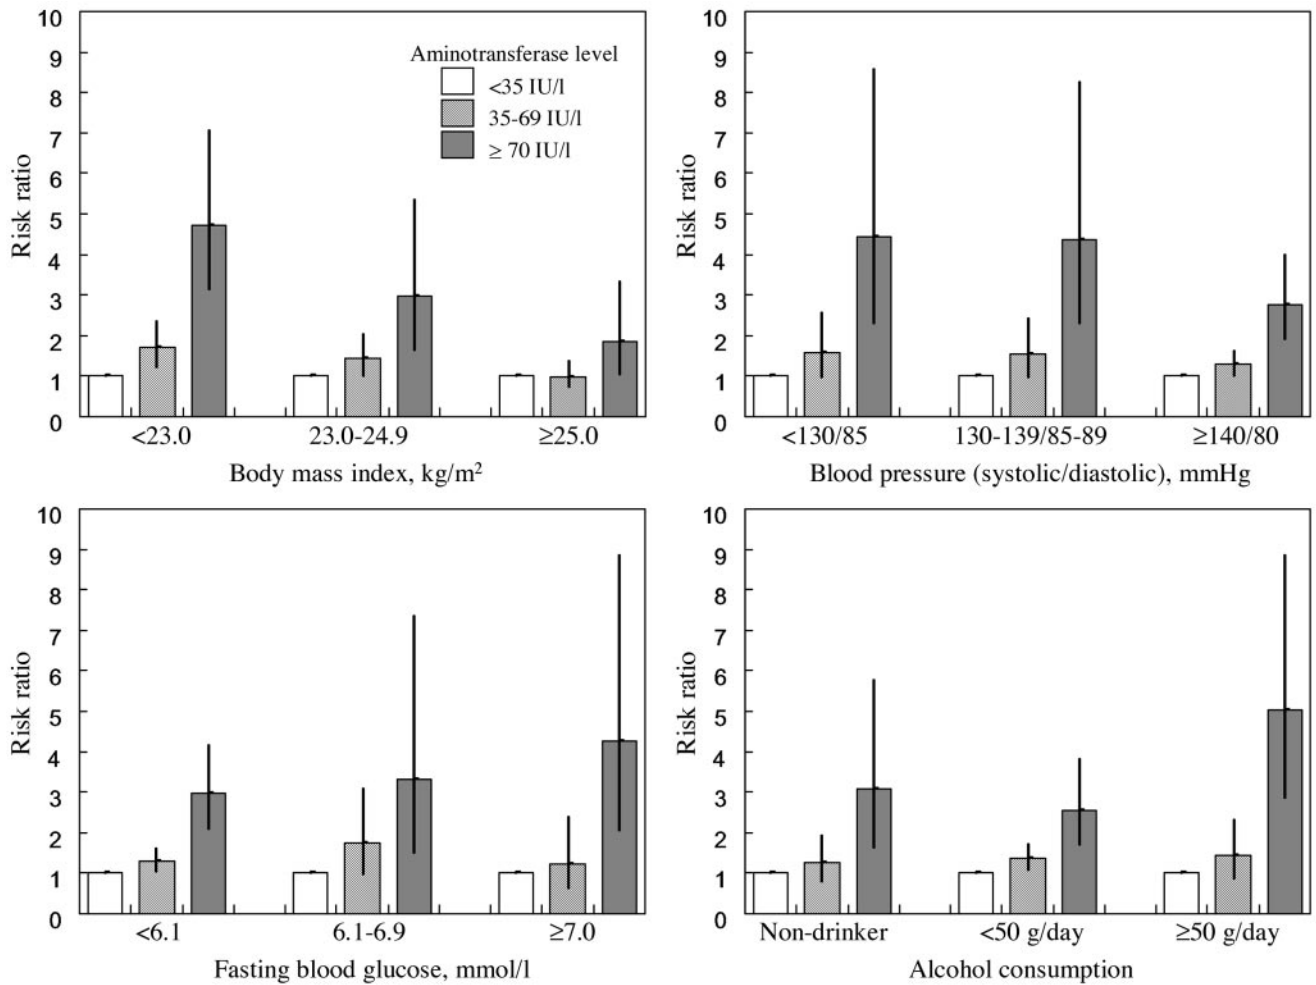 10
9
8
7
6
5
4
3
2
1
0
Risk ratio
Aminotransferase level
<35 IU/l
35-69 IU/l
≥ 70 IU/l
<23.0 23.0-24.9 ≥25.0
Body mass index, kg/m²
10
9
8
7
6
5
4
3
2
1
0
Risk ratio
<130/85 130-139/85-89 ≥140/80
Blood pressure (systolic/diastolic), mmHg
10
9
8
7
6
5
4
3
2
1
0
Risk ratio
<6.1 6.1-6.9 ≥7.0
Fasting blood glucose, mmol/l
10
9
8
7
6
5
4
3
2
1
0
Risk ratio
Non-drinker <50 g/day ≥50 g/day
Alcohol consumption